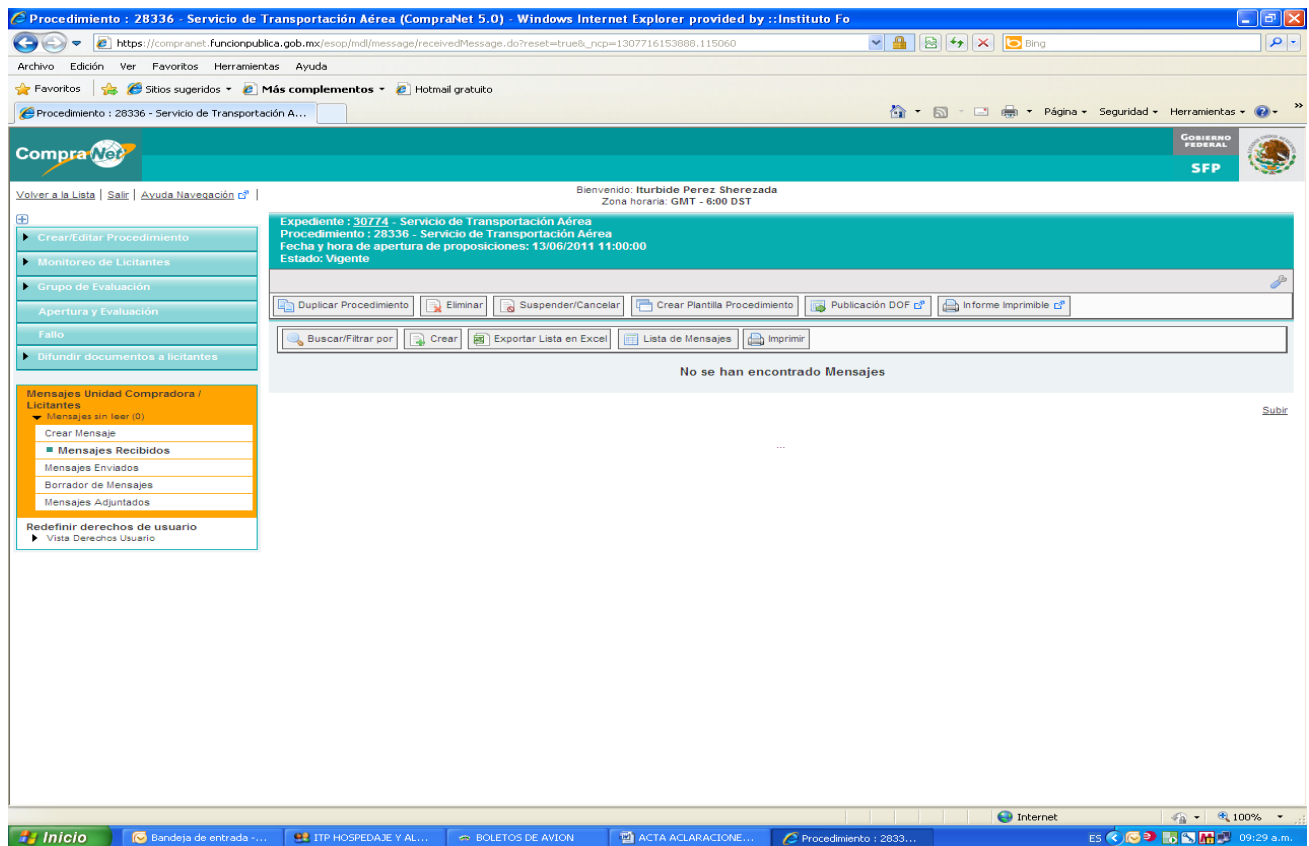 Procedimiento : 28336 - Servicio de Transportación Aérea (CompraNet 5.0) - Windows Internet Explorer provided by ::Instituto Fo
https://compranet.funcionpublica.gob.mx/esop/mdl/message/receivedMessage.do?reset=true&_ncp=1307716153888.115060
Bing
Archivo Edición Ver Favoritos Herramientas Ayuda
Favoritos Sitios sugeridos Más complementos Hotmail gratuito
Procedimiento : 28336 - Servicio de Transportación A... Página Seguridad Herramientas
CompraNet
GOBIERNO FEDERAL
SFP
Volver a la Lista | Salir | Ayuda Navegación |
Bienvenido: Iturbide Perez Sherezada
Zona horaria: GMT - 6:00 DST
Crear/Editar Procedimiento
Monitoreo de Licitantes
Grupo de Evaluación
Apertura y Evaluación
Fallo
Difundir documentos a licitantes
Mensajes Unidad Compradora / Licitantes
Mensajes sin leer (0)
Crear Mensaje
Mensajes Recibidos
Mensajes Enviados
Borrador de Mensajes
Mensajes Adjuntados
Redefinir derechos de usuario
Vista Derechos Usuario
Expediente : 30774 - Servicio de Transportación Aérea
Procedimiento : 28336 - Servicio de Transportación Aérea
Fecha y hora de apertura de proposiciones: 13/06/2011 11:00:00
Estado: Vigente
Duplicar Procedimiento Eliminar Suspender/Cancelar Crear Plantilla Procedimiento Publicación DOF Informe Imprimible
Buscar/Filtrar por Crear Exportar Lista en Excel Lista de Mensajes Imprimir
No se han encontrado Mensajes
Subir
...
Internet 100%
Inicio Bandeja de entrada -... ITP HOSPEDAJE Y AL... BOLETOS DE AVION ACTA ACLARACIONE... Procedimiento : 2833... ES 09:29 a.m.